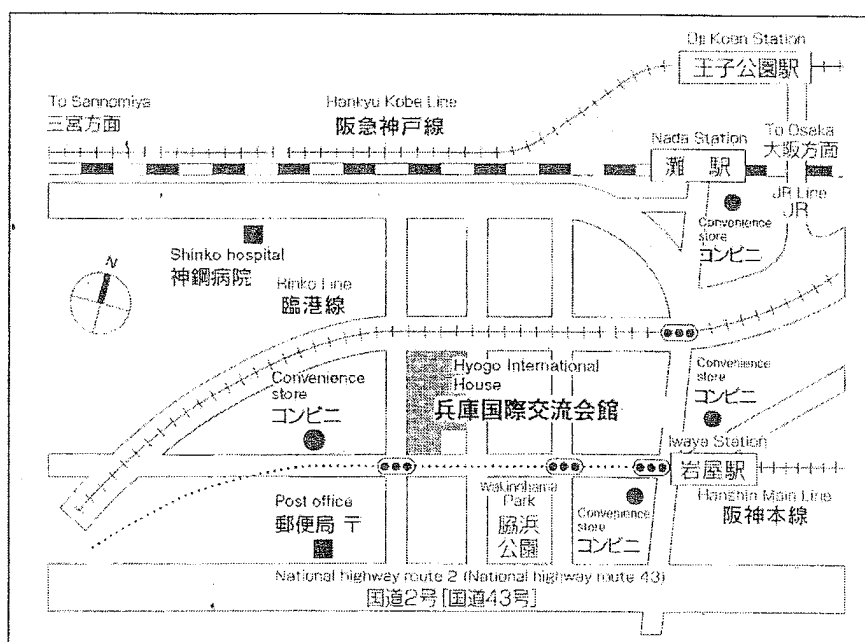 Oji Koen Station
王子公園駅
To Sannomiya
三宮方面
Hankyu Kobe Line
阪急神戸線
Nada Station
灘 駅
To Osaka
大阪方面
JR Line
JR
Convenience
store
コンビニ
Shinko hospital
神鋼病院
N
Rinko Line
臨港線
Convenience
store
コンビニ
Hyogo International
House
兵庫国際交流会館
Convenience
store
コンビニ
Iwaya Station
岩屋駅
Hanshin Main Line
阪神本線
Post office
郵便局 〒
Wakinohama
Park
脇浜
公園
Convenience
store
コンビニ
National highway route 2 (National highway route 43)
国道2号[国道43号]